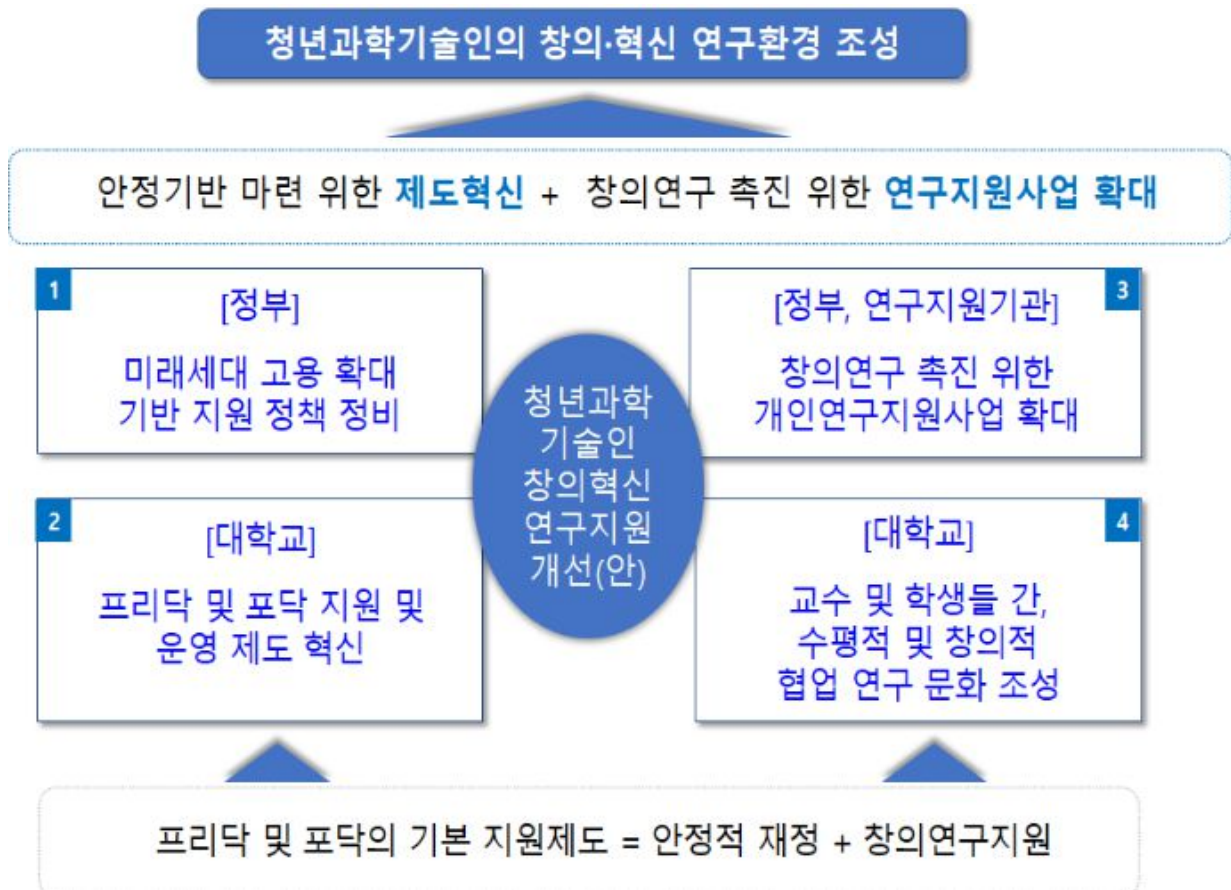 청년과학기술인의 창의·혁신 연구환경 조성
안정기반 마련 위한 제도혁신 + 창의연구 촉진 위한 연구지원사업 확대
1
[정부]
미래세대 고용 확대
기반 지원 정책 정비
2
[대학교]
프리닥 및 포닥 지원 및
운영 제도 혁신
청년과학
기술인
창의혁신
연구지원
개선(안)
3
[정부, 연구지원기관]
창의연구 촉진 위한
개인연구지원사업 확대
4
[대학교]
교수 및 학생들 간,
수평적 및 창의적
협업 연구 문화 조성
프리닥 및 포닥의 기본 지원제도 = 안정적 재정 + 창의연구지원